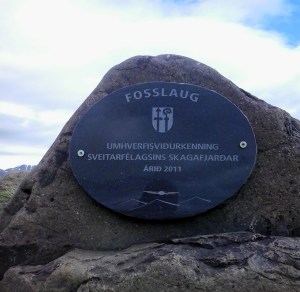 FOSSLAUG
UMHVERFISVIÐURKENNING
SVEITARFÉLAGSINS SKAGAFJARÐAR
ÁRIÐ 2011